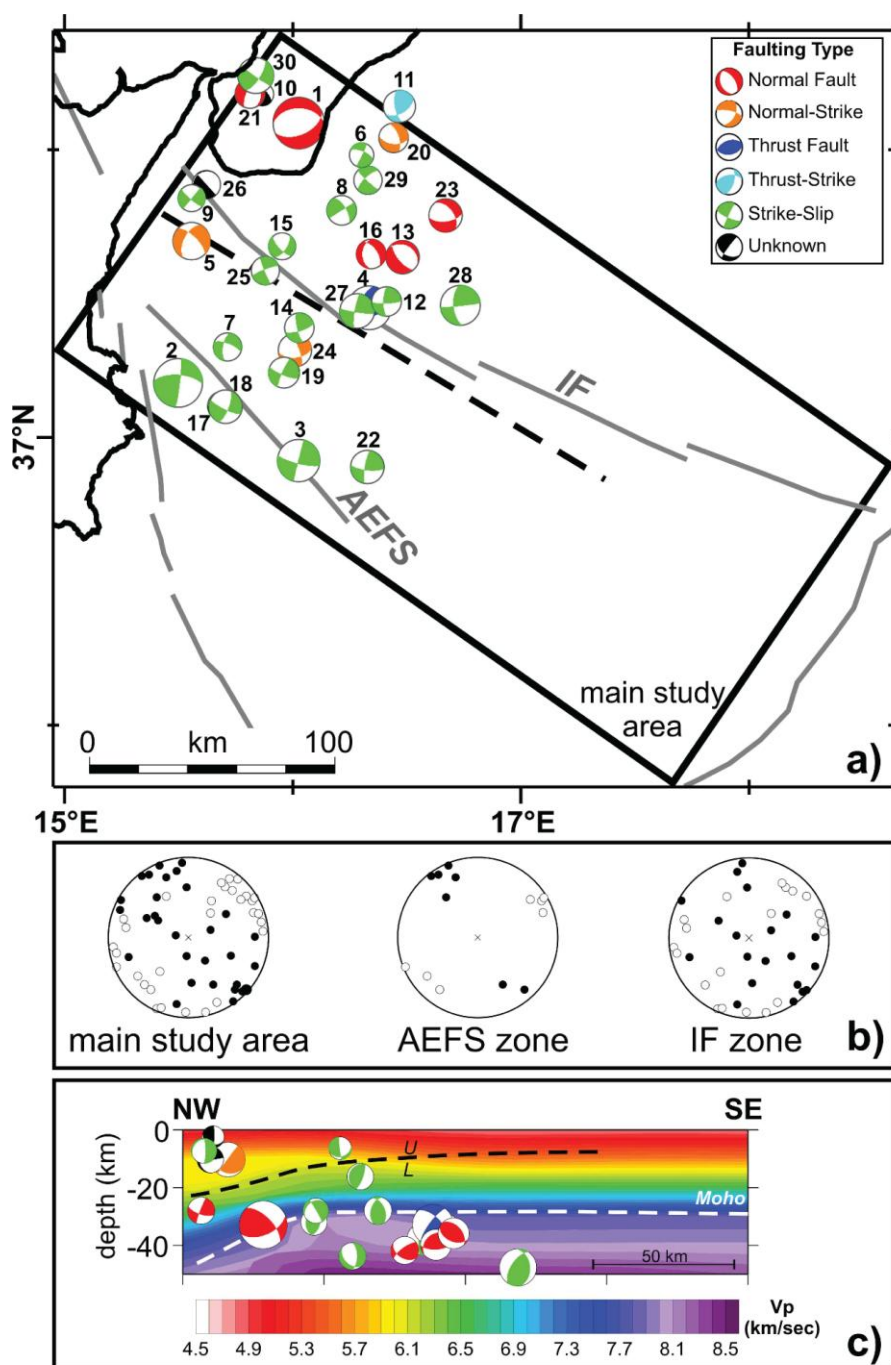 30
10
1
11
21
20
6
26
29
8
23
9
15
16
13
5
25
4
28
27
12
14
7
24
2
19
18
17
3
22
IF
AEFS
Faulting Type
Normal Fault
Normal-Strike
Thrust Fault
Thrust-Strike
Strike-Slip
Unknown
37°N
main study
area
0 km 100
a)
15°E 17°E
main study area AEFS zone IF zone
b)
NW SE
0
-20
-40
depth (km)
U
L
Moho
50 km
4.5 4.9 5.3 5.7 6.1 6.5 6.9 7.3 7.7 8.1 8.5
Vp
(km/sec)
c)